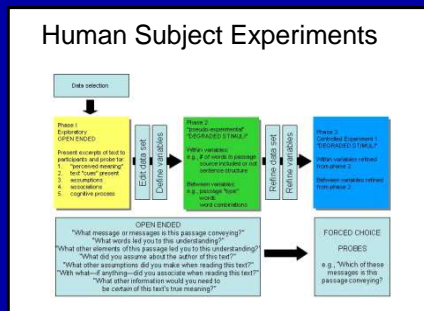 Human Subject Experiments
Data selection
Phase I
Exploratory
OPEN ENDED
Present excerpts of text to
participants and probe for:
1. "perceived meaning"
2. text "cues" present
3. assumptions
4. associations
5. cognitive process
Edit data set
Define variables
Phase 2
"pseudo-experimental"
"DEGRADED STIMULI"
Within variables
e.g., # of words in passage
source included or not
sentence structure
Between variables
e.g., passage "type"
words
word combinations
Refine data set
Refine variables
Phase 3
Controlled Experiment 1
"DEGRADED STIMULI"
Within variables refined
from phase 2
Between variables refined
from phase 2
OPEN ENDED
"What message or messages is this passage conveying?"
"What words led you to this understanding?"
"What other elements of this passage led you to this understanding?"
"What did you assume about the author of this text?"
"What other assumptions did you make when reading this text?"
"With what—if anything—did you associate when reading this text?"
"What other information would you need to
be certain of this text's true meaning?"
FORCED CHOICE
PROBES
e.g., "Which of these
messages is this
passage conveying?